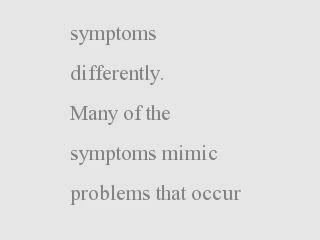 symptoms
differently.
Many of the
symptoms mimic
problems that occur